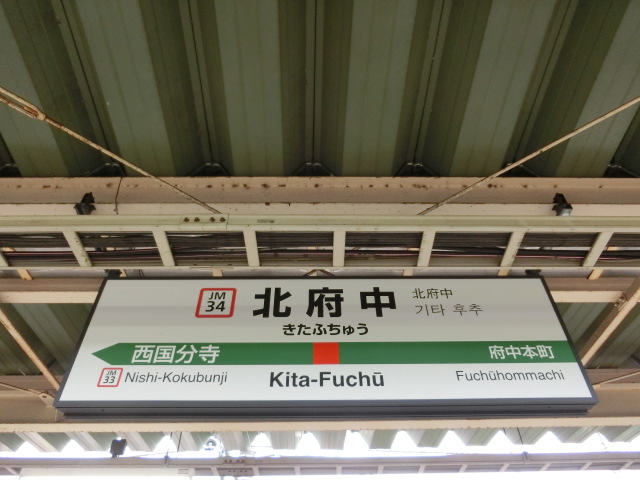 JM
34
北府中
北府中
기타 후추
きたふちゅう
西国分寺
府中本町
JM
33
Nishi-Kokubunji
Kita-Fuchū
Fuchūhommachi